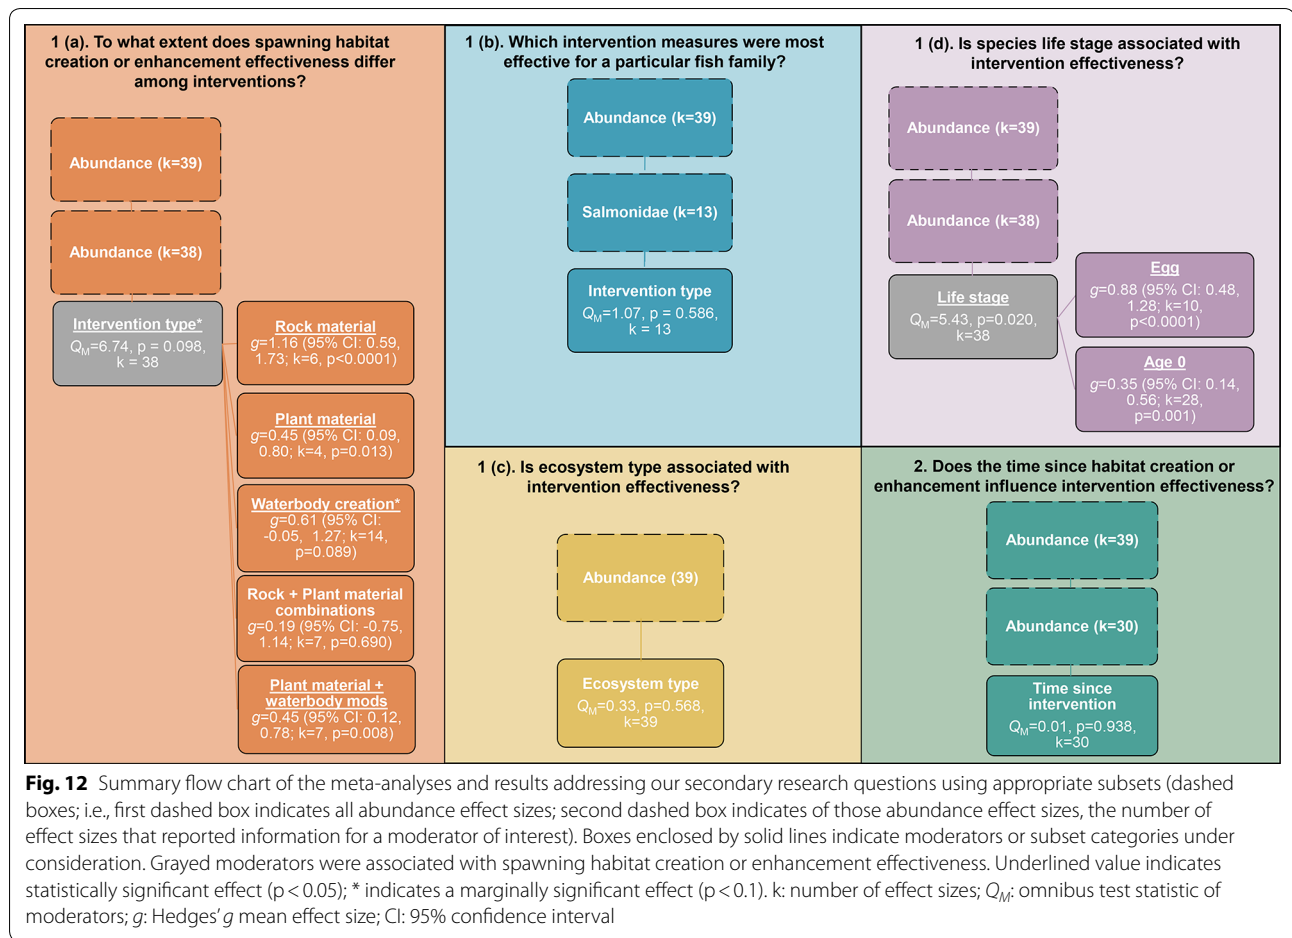 1 (a). To what extent does spawning habitat
creation or enhancement effectiveness differ
among interventions?
Abundance (k=39)
Abundance (k=38)
Intervention type*
QM=6.74, p = 0.098,
k = 38
Rock material
g=1.16 (95% CI: 0.59,
1.73; k=6, p<0.0001)
Plant material
g=0.45 (95% CI: 0.09,
0.80; k=4, p=0.013)
Waterbody creation*
g=0.61 (95% CI:
-0.05,  1.27; k=14,
p=0.089)
Rock + Plant material
combinations
g=0.19 (95% CI: -0.75,
1.14; k=7, p=0.690)
Plant material +
waterbody mods
g=0.45 (95% CI: 0.12,
0.78; k=7, p=0.008)
1 (b). Which intervention measures were most
effective for a particular fish family?
Abundance (k=39)
Salmonidae (k=13)
Intervention type
QM=1.07, p = 0.586,
k = 13
1 (d). Is species life stage associated with
intervention effectiveness?
Abundance (k=39)
Abundance (k=38)
Life stage
QM=5.43, p=0.020,
k=38
Egg
g=0.88 (95% CI: 0.48,
1.28; k=10,
p<0.0001)
Age 0
g=0.35 (95% CI: 0.14,
0.56; k=28,
p=0.001)
1 (c). Is ecosystem type associated with
intervention effectiveness?
Abundance (39)
Ecosystem type
QM=0.33, p=0.568,
k=39
2. Does the time since habitat creation or
enhancement influence intervention effectiveness?
Abundance (k=39)
Abundance (k=30)
Time since
intervention
QM=0.01, p=0.938,
k=30
Fig. 12 Summary flow chart of the meta-analyses and results addressing our secondary research questions using appropriate subsets (dashed
boxes; i.e., first dashed box indicates all abundance effect sizes; second dashed box indicates of those abundance effect sizes, the number of
effect sizes that reported information for a moderator of interest). Boxes enclosed by solid lines indicate moderators or subset categories under
consideration. Grayed moderators were associated with spawning habitat creation or enhancement effectiveness. Underlined value indicates
statistically significant effect (p < 0.05); * indicates a marginally significant effect (p < 0.1). k: number of effect sizes; QM: omnibus test statistic of
moderators; g: Hedges' g mean effect size; CI: 95% confidence interval